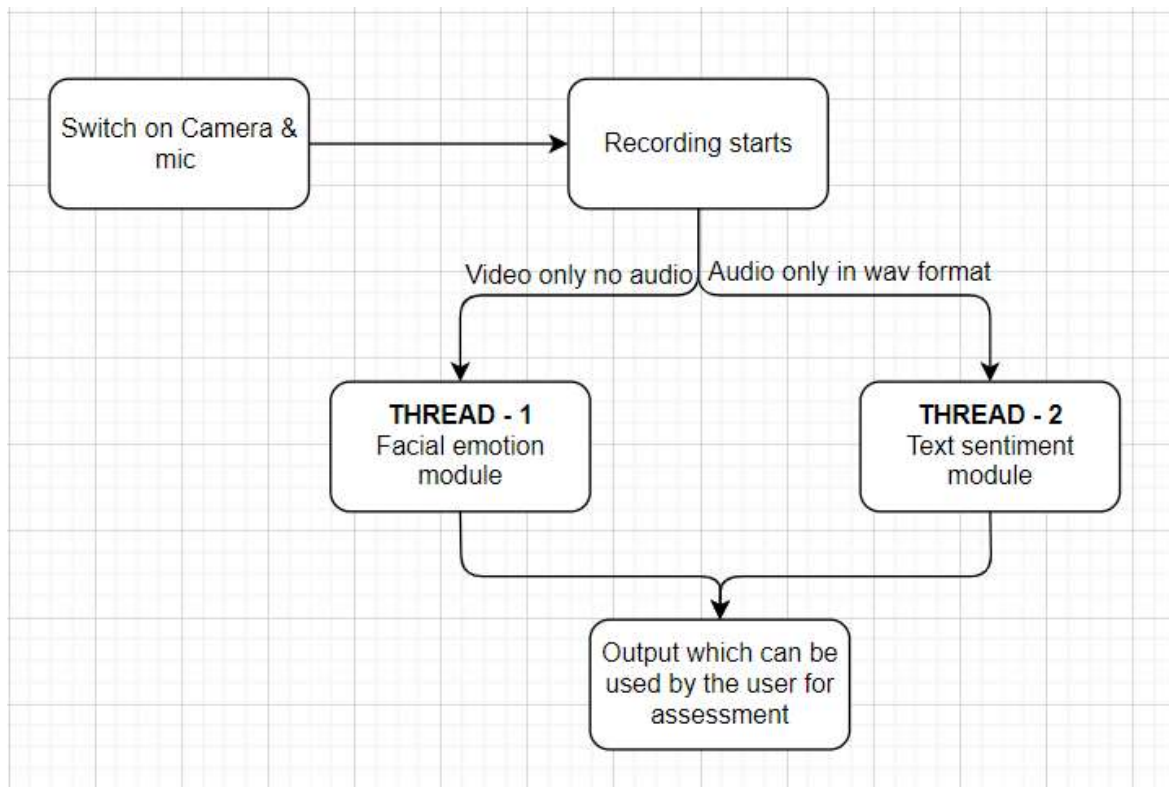 Switch on Camera &
mic
Recording starts
Video only no audio
Audio only in wav format
THREAD - 1
Facial emotion
module
THREAD - 2
Text sentiment
module
Output which can be
used by the user for
assessment